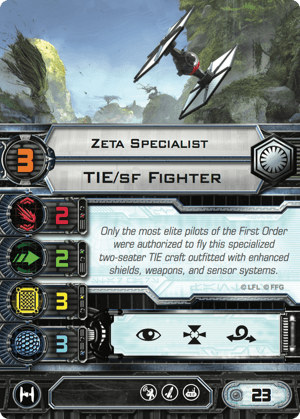 Zeta Specialist
3
TIE/sf Fighter
2
2
3
3
Only the most elite pilots of the First Order
were authorized to fly this specialized
two-seater TIE craft outfitted with enhanced
shields, weapons, and sensor systems.
©LFL ©FFG
23